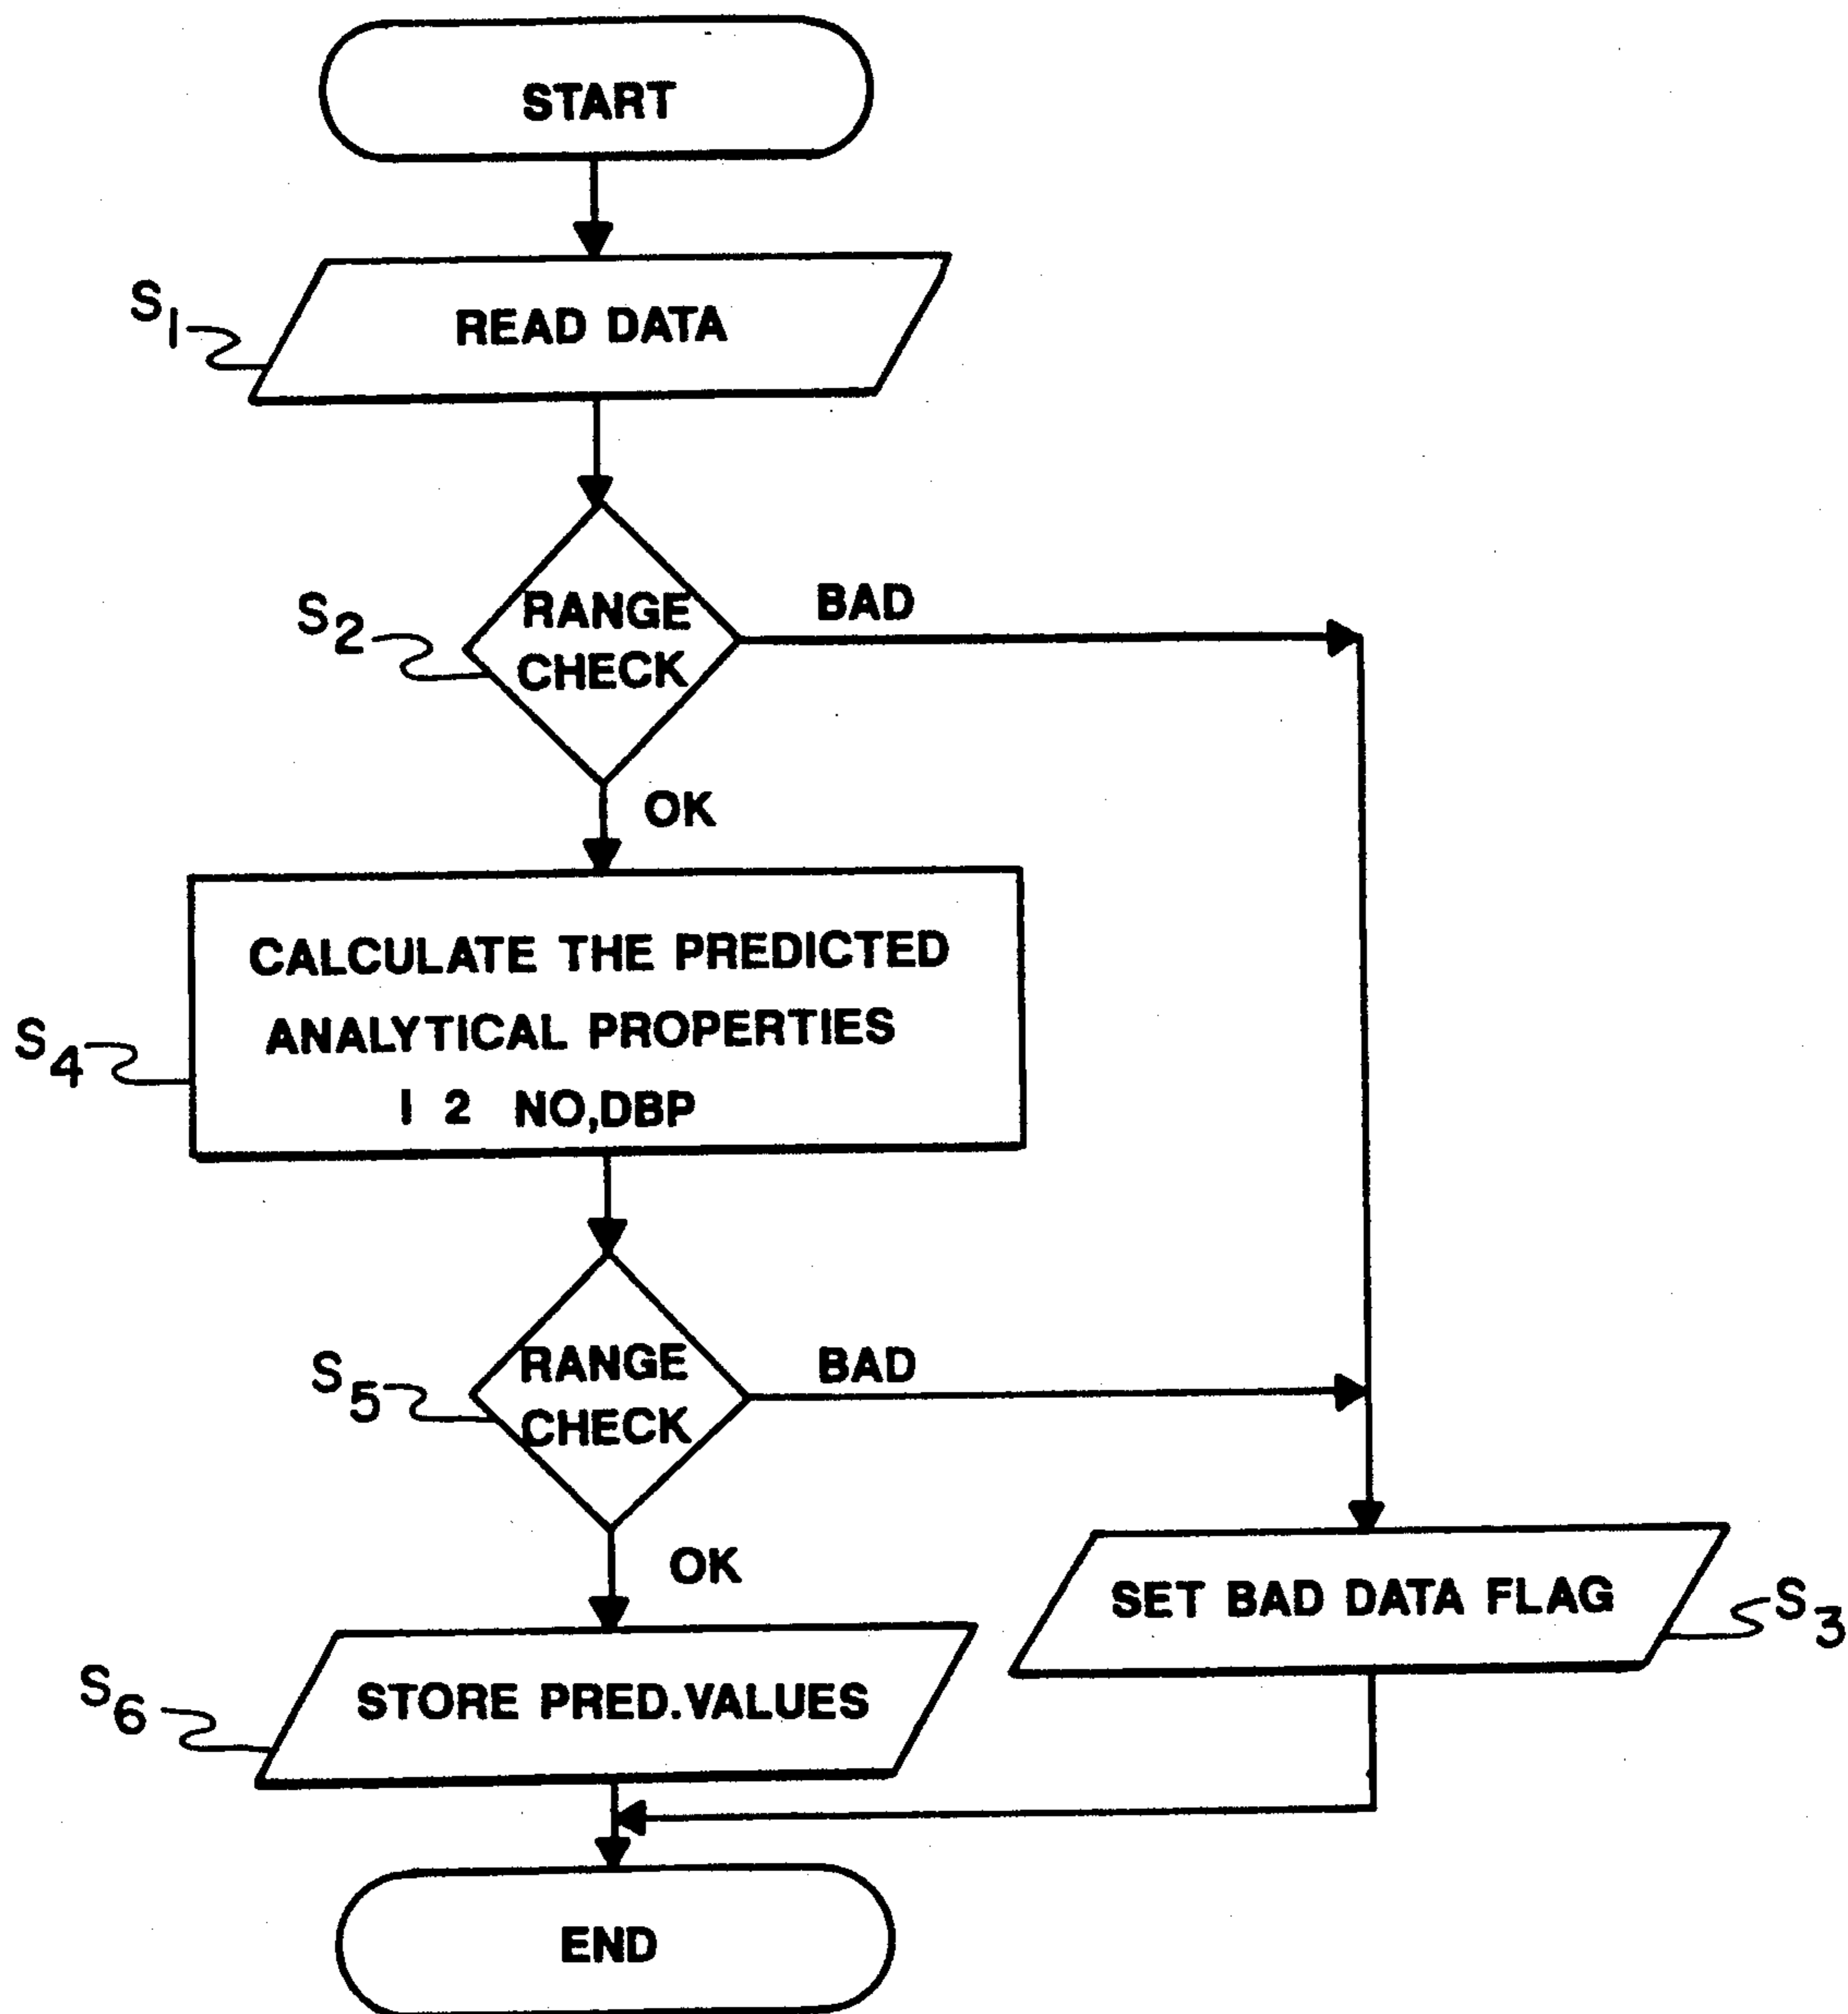 START
S1
READ DATA
S2
RANGE
CHECK
BAD
OK
CALCULATE THE PREDICTED
ANALYTICAL PROPERTIES
I 2 NO,DBP
S4
S5
RANGE
CHECK
BAD
OK
SET BAD DATA FLAG
S3
S6
STORE PRED.VALUES
END